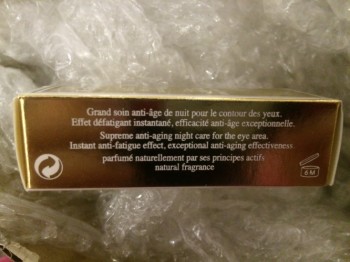 Grand soin anti-âge de nuit pour le contour des yeux.
Effet défatigant instantané, efficacité anti-âge exceptionnelle.
Supreme anti-aging night care for the eye area.
Instant anti-fatigue effect, exceptional anti-aging effectiveness
parfumé naturellement par ses principes actifs
natural fragrance
6 M